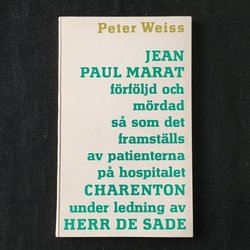 Peter Weiss
JEAN
PAUL MARAT
förföljd och
mördad
så som det
framställs
av patienterna
på hospitalet
CHARENTON
under ledning av
HERR DE SADE